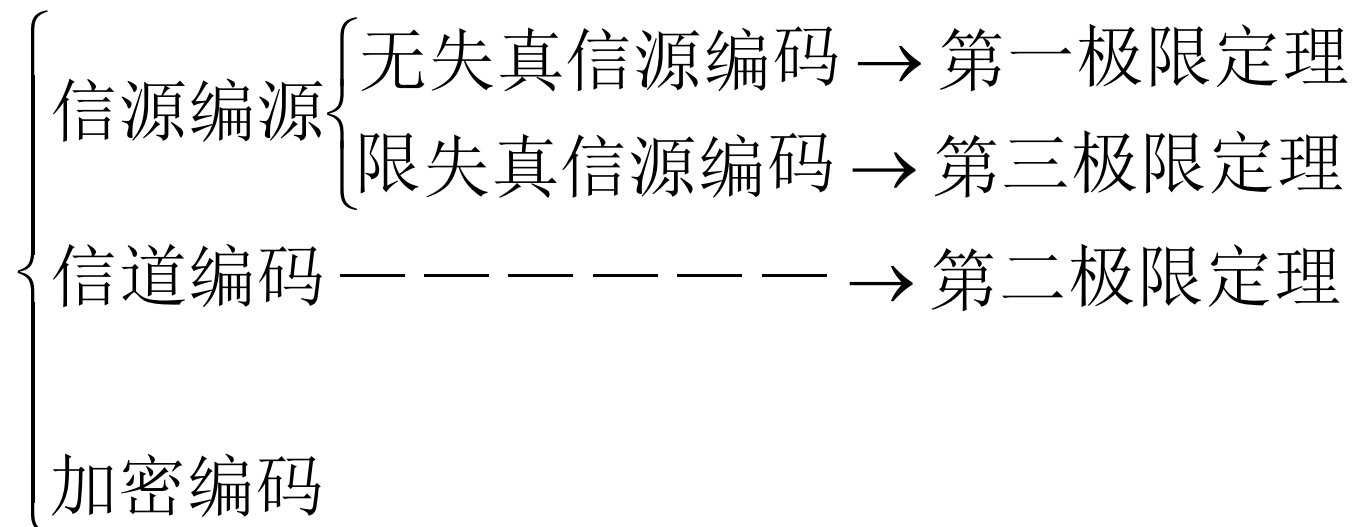 信源编源
无失真信源编码 → 第一极限定理
限失真信源编码 → 第三极限定理
信道编码 — — — — — — → 第二极限定理
加密编码